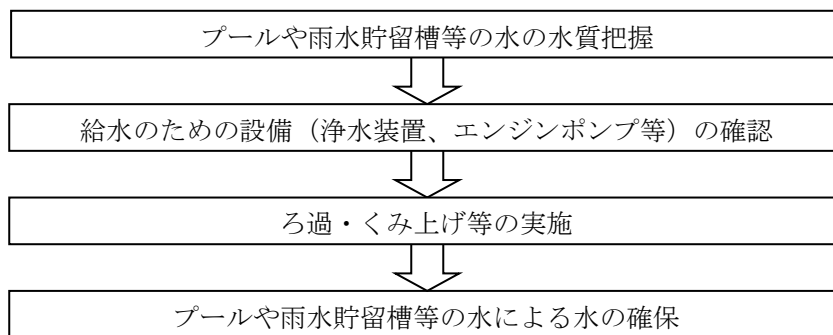 プールや雨水貯留槽等の水の水質把握
給水のための設備（浄水装置、エンジンポンプ等）の確認
ろ過・くみ上げ等の実施
プールや雨水貯留槽等の水による水の確保